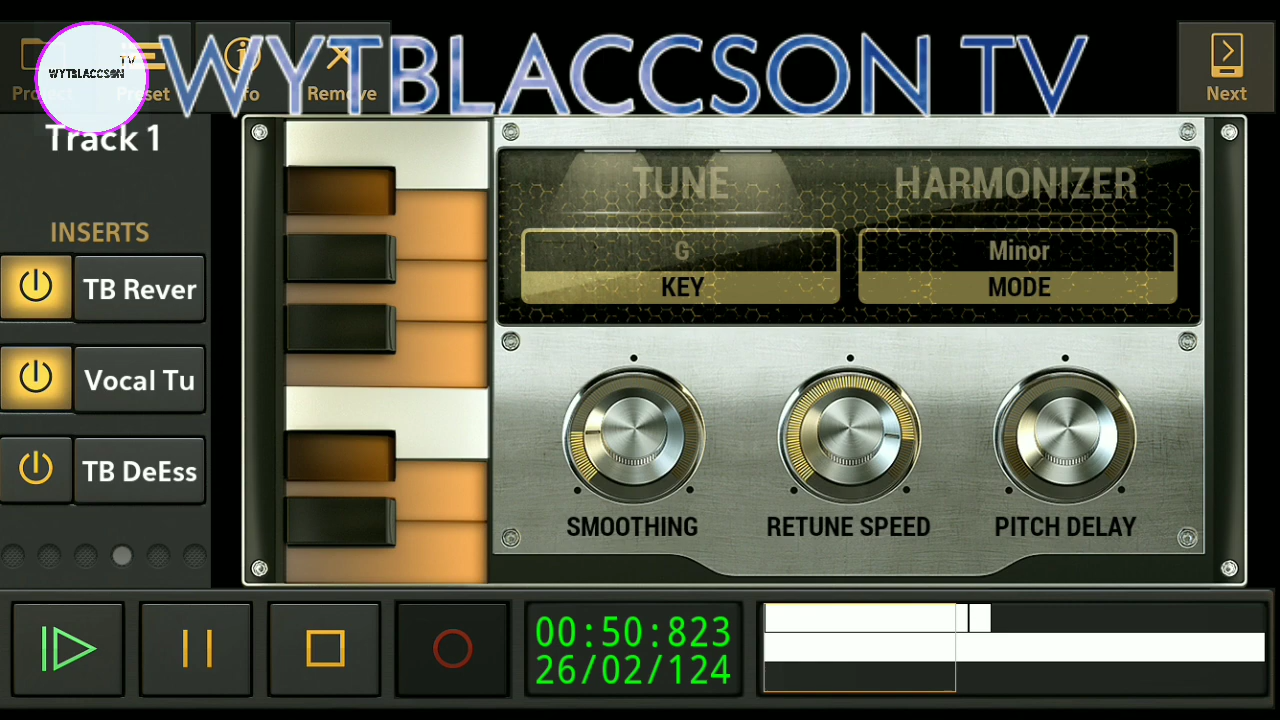 WYTBLACCSON TV
TV
WYTBLACCSON
Project
Preset
Info
Remove
Next
Track 1
INSERTS
TB Rever
Vocal Tu
TB DeEss
TUNE
HARMONIZER
G
KEY
Minor
MODE
SMOOTHING
RETUNE SPEED
PITCH DELAY
00:50:823
26/02/124